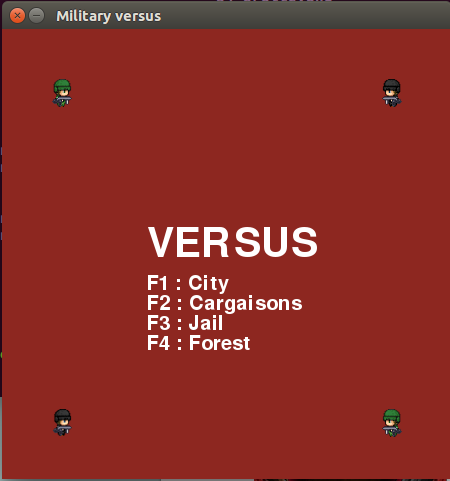 Military versus
VERSUS
F1 : City
F2 : Cargaisons
F3 : Jail
F4 : Forest